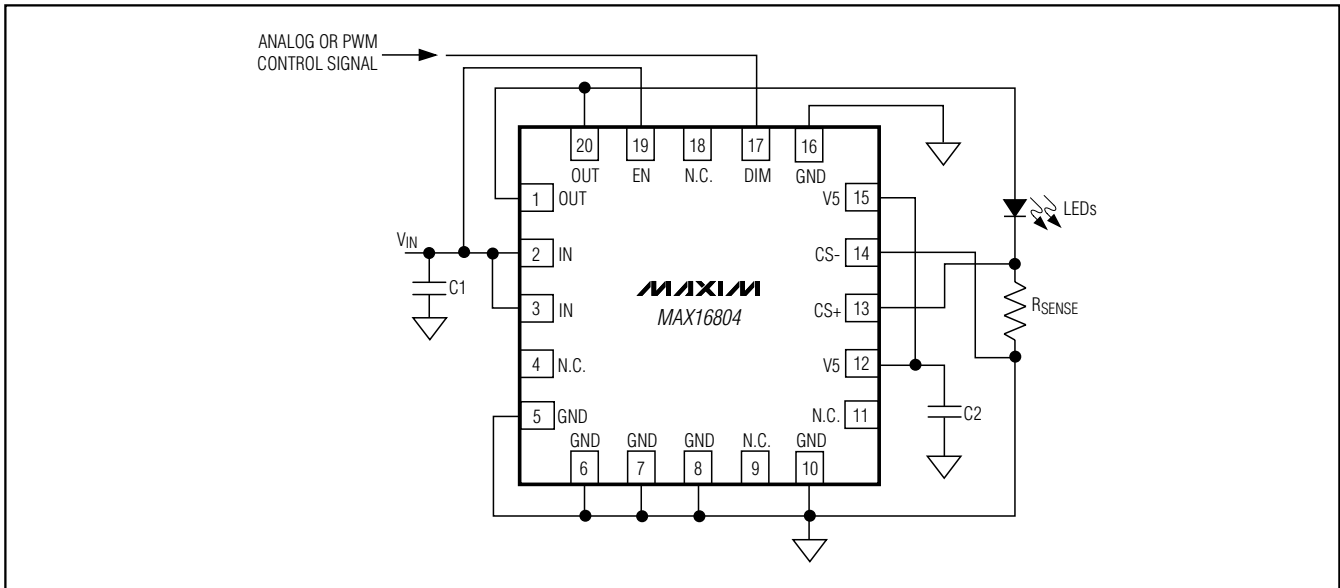 ANALOG OR PWM
CONTROL SIGNAL
20
19
18
17
16
OUT
EN
N.C.
DIM
GND
1
OUT
V5
15
LEDs
VIN
2
IN
CS-
14
C1
3
IN
MAXIM
MAX16804
CS+
13
RSENSE
4
N.C.
V5
12
5
GND
N.C.
11
C2
GND
GND
GND
N.C.
GND
6
7
8
9
10